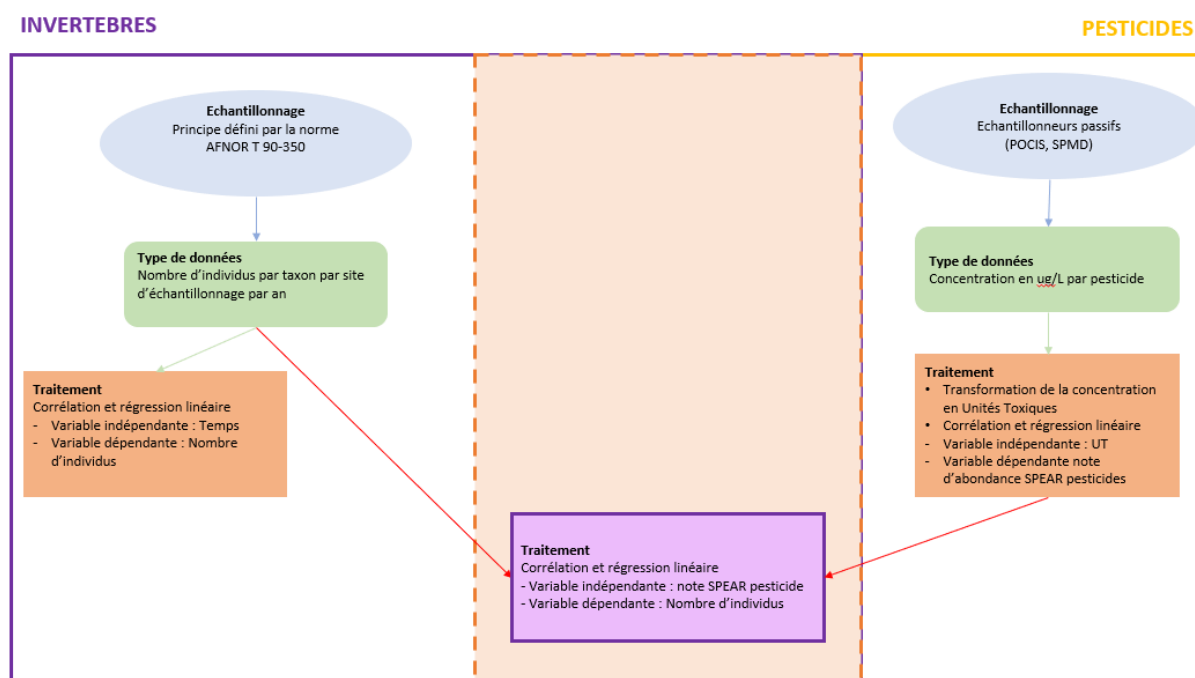 INVERTEBRES
PESTICIDES
Echantillonnage
Principe défini par la norme
AFNOR T 90-350
Echantillonnage
Echantillonneurs passifs
(POCIS, SPMD)
Type de données
Nombre d'individus par taxon par site
d'échantillonnage par an
Type de données
Concentration en ug/L par pesticide
Traitement
Corrélation et régression linéaire
- Variable indépendante : Temps
- Variable dépendante : Nombre
d'individus
Traitement
• Transformation de la concentration
en Unités Toxiques
• Corrélation et régression linéaire
- Variable indépendante : UT
- Variable dépendante note
d'abondance SPEAR pesticides
Traitement
Corrélation et régression linéaire
- Variable indépendante : note SPEAR pesticide
- Variable dépendante : Nombre d'individus